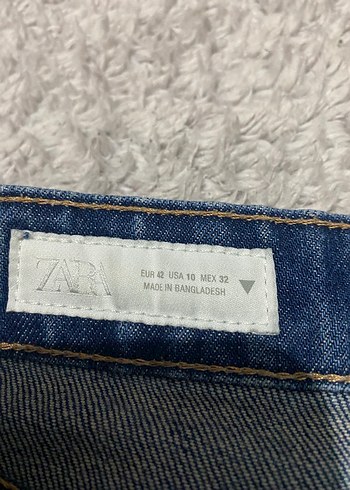 ZARA
EUR 42 USA 10 MEX 32
MADE IN BANGLADESH